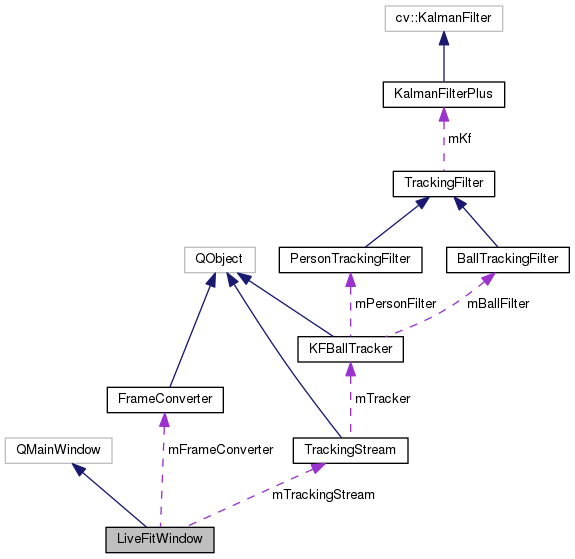 cv::KalmanFilter
KalmanFilterPlus
mKf
TrackingFilter
QObject
PersonTrackingFilter
BallTrackingFilter
mPersonFilter
mBallFilter
KFBallTracker
FrameConverter
mTracker
QMainWindow
mFrameConverter
TrackingStream
mTrackingStream
LiveFitWindow